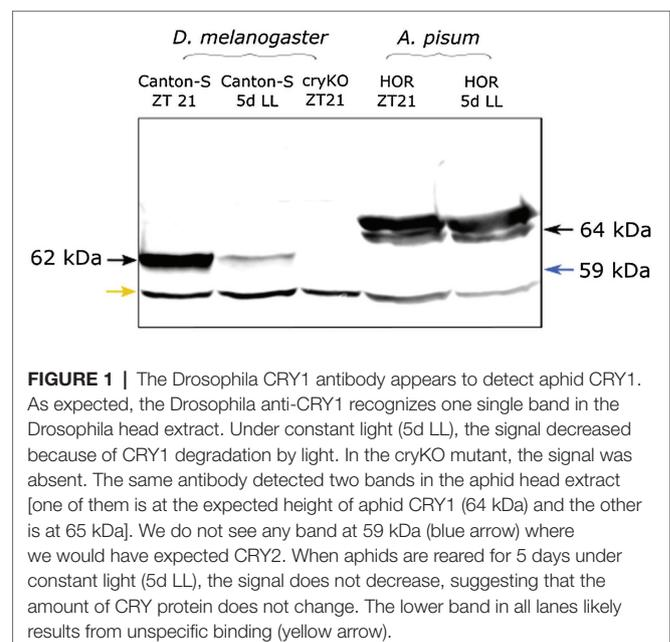 D. melanogaster A. pisum
Canton-S Canton-S cryKO HOR HOR
ZT 21 5d LL ZT21 ZT21 5d LL
62 kDa 64 kDa
59 kDa
FIGURE 1 | The Drosophila CRY1 antibody appears to detect aphid CRY1.
As expected, the Drosophila anti-CRY1 recognizes one single band in the
Drosophila head extract. Under constant light (5d LL), the signal decreased
because of CRY1 degradation by light. In the cryKO mutant, the signal was
absent. The same antibody detected two bands in the aphid head extract
[one of them is at the expected height of aphid CRY1 (64 kDa) and the other
is at 65 kDa]. We do not see any band at 59 kDa (blue arrow) where
we would have expected CRY2. When aphids are reared for 5 days under
constant light (5d LL), the signal does not decrease, suggesting that the
amount of CRY protein does not change. The lower band in all lanes likely
results from unspecific binding (yellow arrow).